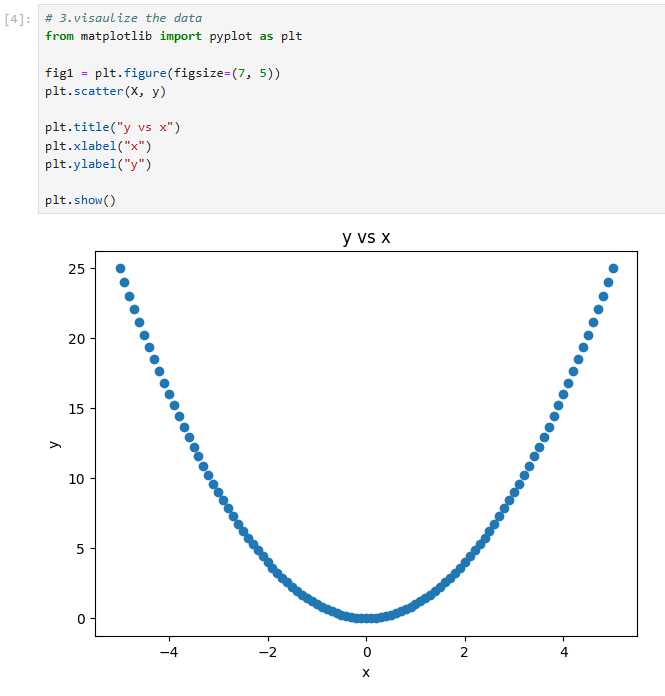 [4]:
# 3.visaulize the data
from matplotlib import pyplot as plt
fig1 = plt.figure(figsize=(7, 5))
plt.scatter(X, y)
plt.title("y vs x")
plt.xlabel("x")
plt.ylabel("y")
plt.show()
y vs x
25
20
15
10
5
0
y
−4
−2
0
2
4
x